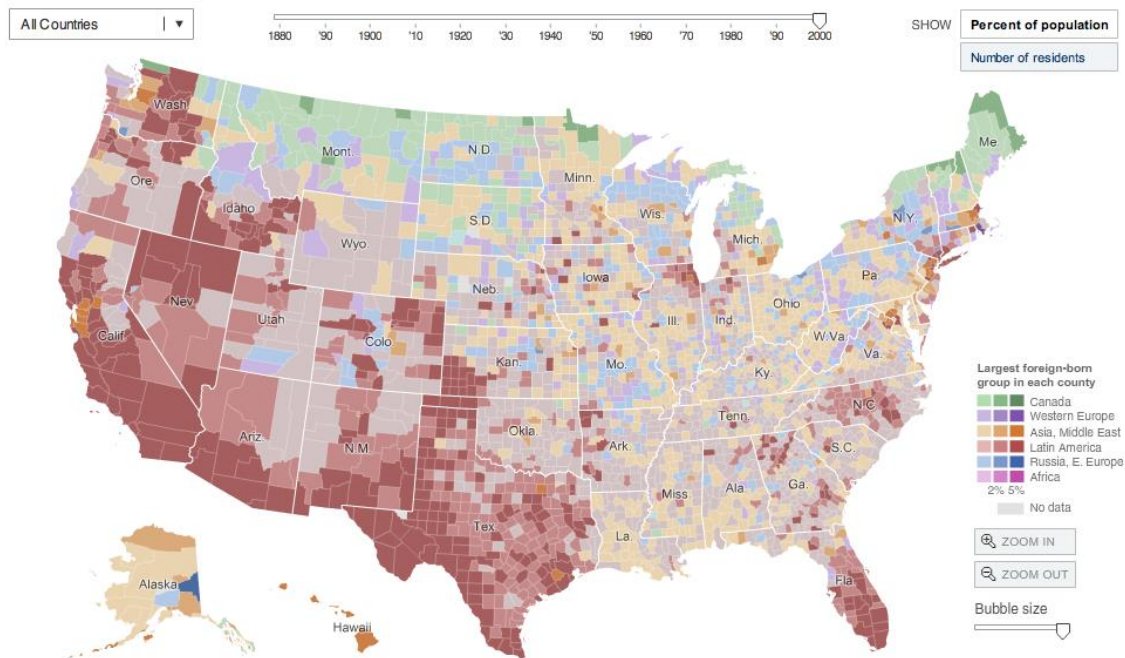 All Countries
1880 '90 1900 '10 1920 '30 1940 '50 1960 '70 '80 '90 2000
SHOW
Percent of population
Number of residents
Wash.
Mont.
N.D.
Minn.
Me
Ore
Idaho
S.D.
Wis.
Mich.
N.Y.
Wyo.
Neb.
Iowa
Pa.
Nev
Utah
Colo
Ill.
Ind.
Ohio
Calif
Kan.
Mo.
W.Va
Va.
Ky.
Ariz.
N.M.
Okla.
Ark.
Tenn.
N.C.
S.C.
Tex
La.
Miss
Ala
Ga.
Fla.
Alaska
Hawaii
Largest foreign-born
group in each county
Canada
Western Europe
Asia, Middle East
Latin America
Russia, E. Europe
Africa
2% 5%
No data
ZOOM IN
ZOOM OUT
Bubble size